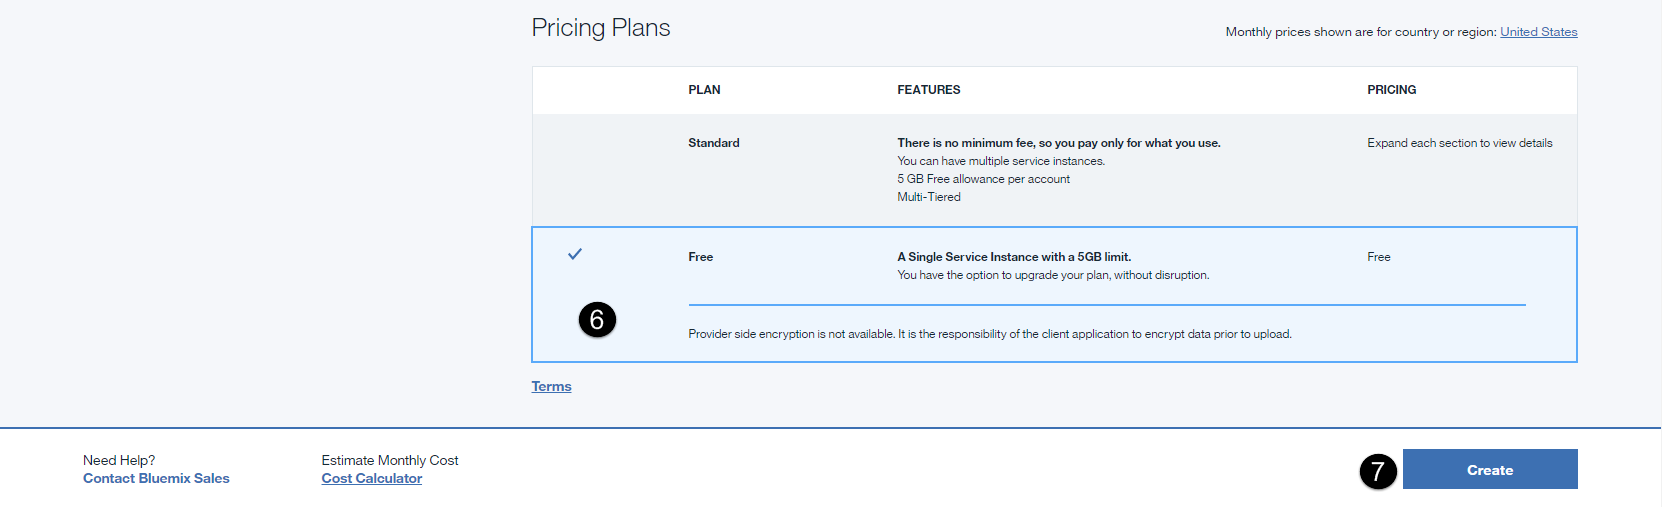 Pricing Plans
Monthly prices shown are for country or region: United States
PLAN FEATURES PRICING
Standard There is no minimum fee, so you pay only for what you use. Expand each section to view details
You can have multiple service instances.
5 GB Free allowance per account
Multi-Tiered
Free A Single Service Instance with a 5GB limit. Free
You have the option to upgrade your plan, without disruption.
6
Provider side encryption is not available. It is the responsibility of the client application to encrypt data prior to upload.
Terms
Need Help? Estimate Monthly Cost
Contact Bluemix Sales Cost Calculator
7 Create